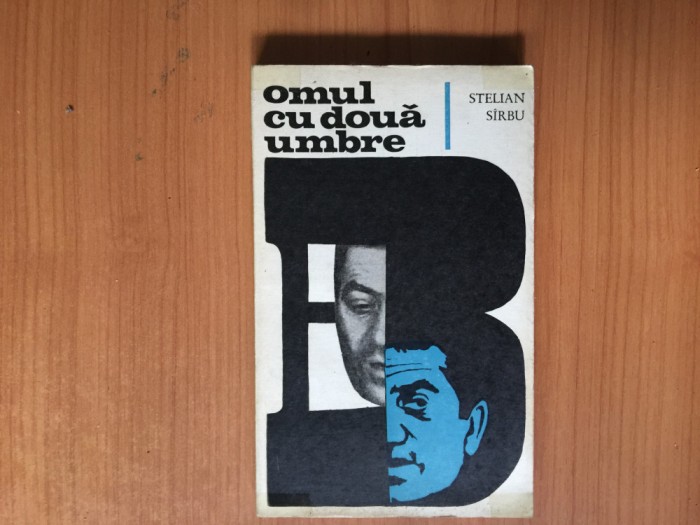 omul
cu două
umbre
STELIAN
SÎRBU
B